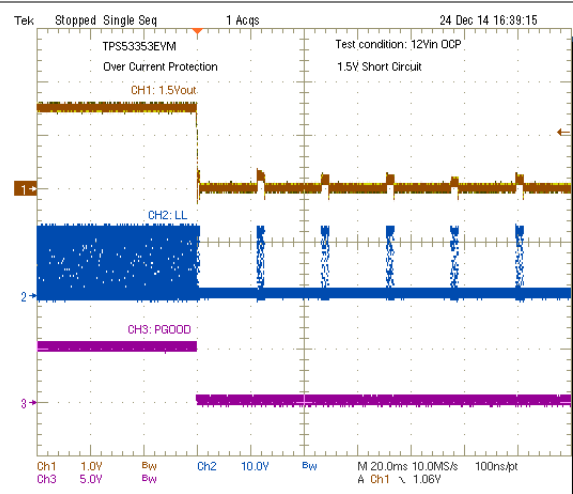 Tek Stopped Single Seq 1 Acqs 24 Dec 14 16:39:15
TPS53353EVM Test condition: 12Vin OCP
Over Current Protection 1.5V Short Circuit
CH1: 1.5Vout
1
CH2: LL
2
CH3: PGOOD
3
Ch1 1.0V Bw Ch2 10.0V Bw M 20.0ms 10.0MS/s 100ns/pt
Ch3 5.0V Bw A Ch1 \ 1.06V